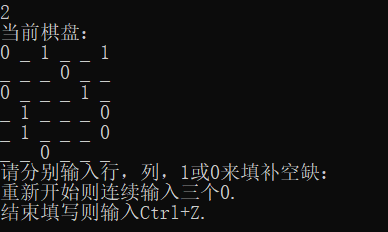 2
当前棋盘：
0 _ 1 _ _ 1
_ _ _ 0 _ _
0 _ _ _ 1 _
_ 1 _ _ _ 0
_ 1 _ _ _ 0
_ _ 0 _ _ _
请分别输入行，列，1或0来填补空缺：
重新开始则连续输入三个0.
结束填写则输入Ctrl+Z.